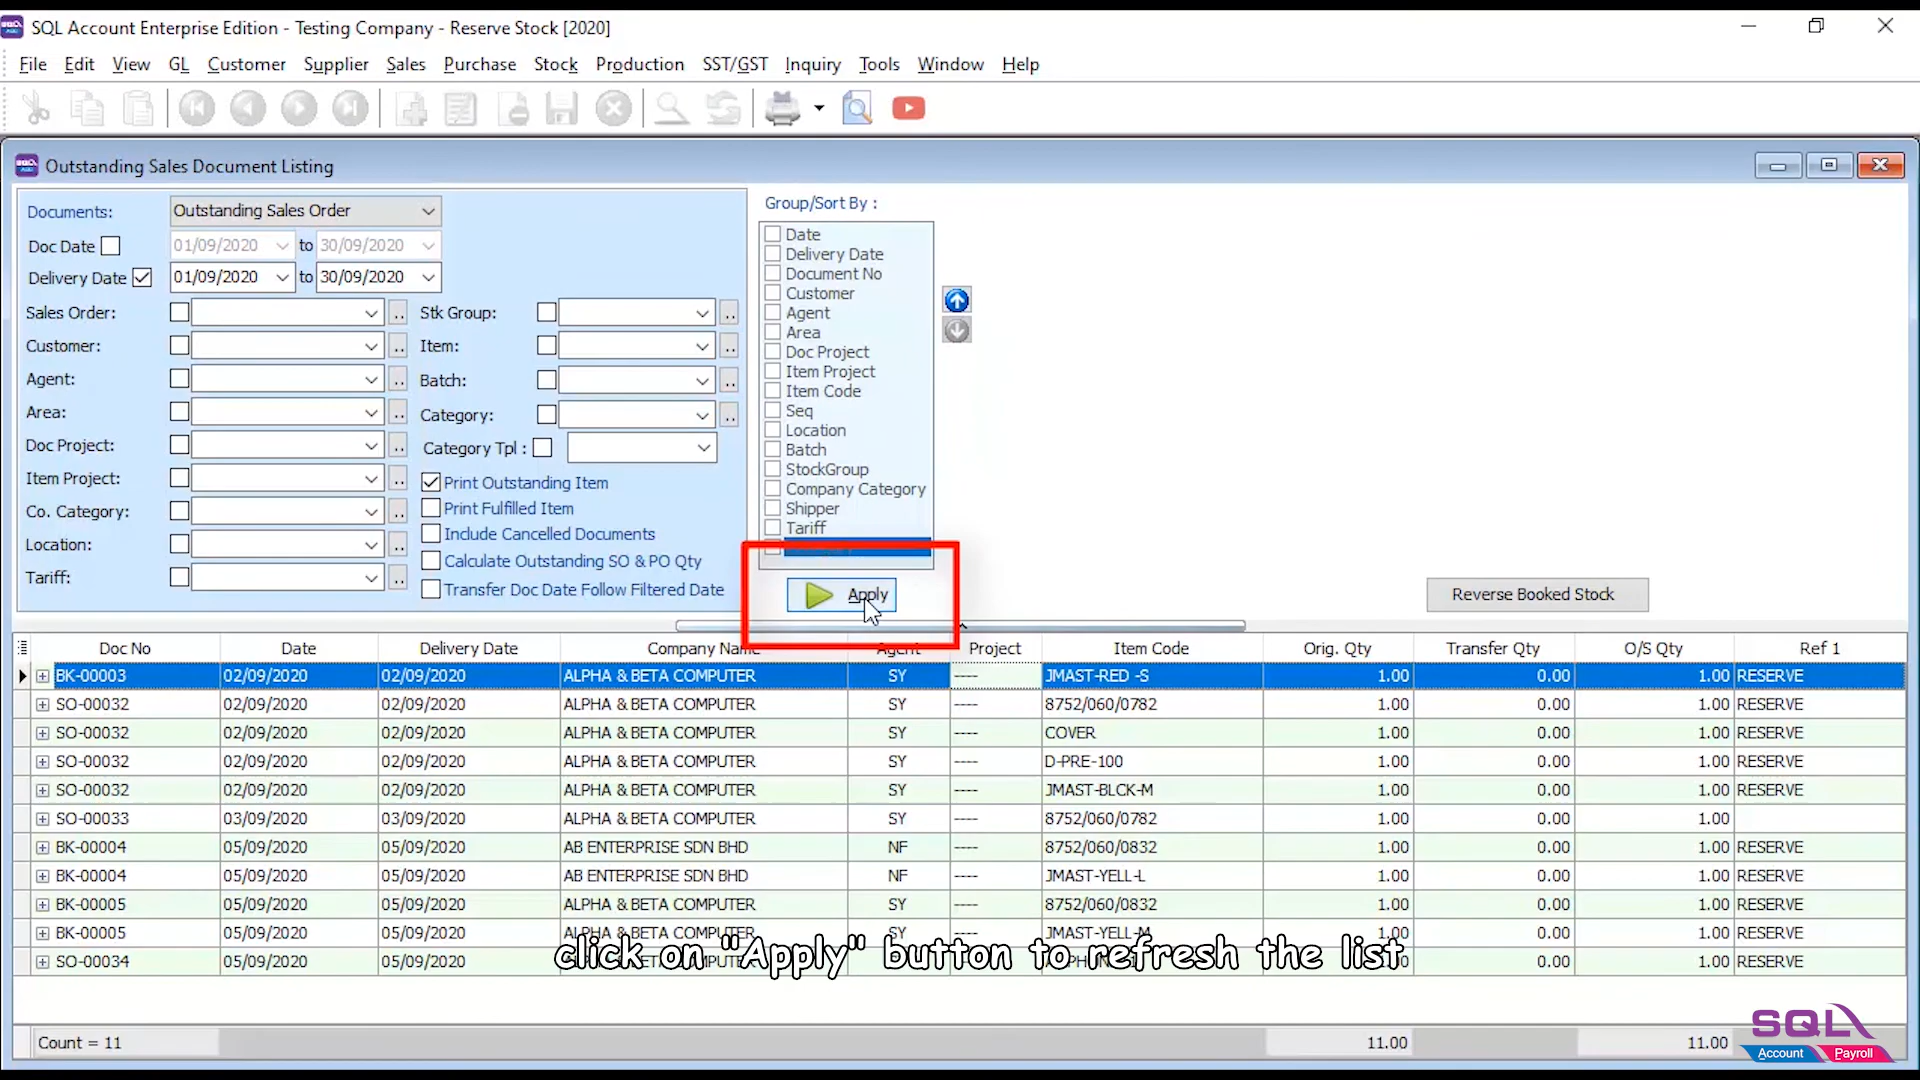 SQL Account Enterprise Edition - Testing Company - Reserve Stock [2020]
File Edit View GL Customer Supplier Sales Purchase Stock Production SST/GST Inquiry Tools Window Help
Outstanding Sales Document Listing
Documents: Outstanding Sales Order
Doc Date 01/09/2020 to 30/09/2020
Delivery Date 01/09/2020 to 30/09/2020
Sales Order:
Customer:
Agent:
Area:
Doc Project:
Item Project:
Co. Category:
Location:
Tariff:
Stk Group:
Item:
Batch:
Category:
Category Tpl :
Print Outstanding Item
Print Fulfilled Item
Include Cancelled Documents
Calculate Outstanding SO & PO Qty
Transfer Doc Date Follow Filtered Date
Group/Sort By :
Date
Delivery Date
Document No
Customer
Agent
Area
Doc Project
Item Project
Item Code
Seq
Location
Batch
StockGroup
Company Category
Shipper
Tariff
Apply
Reverse Booked Stock
Doc No Date Delivery Date Company Name Agent Project Item Code Orig. Qty Transfer Qty O/S Qty Ref 1
BK-00003 02/09/2020 02/09/2020 ALPHA & BETA COMPUTER SY ---- JMAST-RED -S 1.00 0.00 1.00 RESERVE
SO-00032 02/09/2020 02/09/2020 ALPHA & BETA COMPUTER SY ---- 8752/060/0782 1.00 0.00 1.00 RESERVE
SO-00032 02/09/2020 02/09/2020 ALPHA & BETA COMPUTER SY ---- COVER 1.00 0.00 1.00 RESERVE
SO-00032 02/09/2020 02/09/2020 ALPHA & BETA COMPUTER SY ---- D-PRE-100 1.00 0.00 1.00 RESERVE
SO-00032 02/09/2020 02/09/2020 ALPHA & BETA COMPUTER SY ---- JMAST-BLCK-M 1.00 0.00 1.00 RESERVE
SO-00033 03/09/2020 03/09/2020 ALPHA & BETA COMPUTER SY ---- 8752/060/0782 1.00 0.00 1.00
BK-00004 05/09/2020 05/09/2020 AB ENTERPRISE SDN BHD NF ---- 8752/060/0832 1.00 0.00 1.00 RESERVE
BK-00004 05/09/2020 05/09/2020 AB ENTERPRISE SDN BHD NF ---- JMAST-YELL-L 1.00 0.00 1.00 RESERVE
BK-00005 05/09/2020 05/09/2020 ALPHA & BETA COMPUTER SY ---- 8752/060/0832 1.00 0.00 1.00 RESERVE
BK-00005 05/09/2020 05/09/2020 ALPHA & BETA COMPUTER SY ---- JMAST-YELL-M 1.00 0.00 1.00 RESERVE
SO-00034 05/09/2020 05/09/2020 ALPHA & BETA COMPUTER 0.00 1.00 RESERVE
click on "Apply" button to refresh the list
Count = 11 11.00 11.00
SQL
Account Payroll